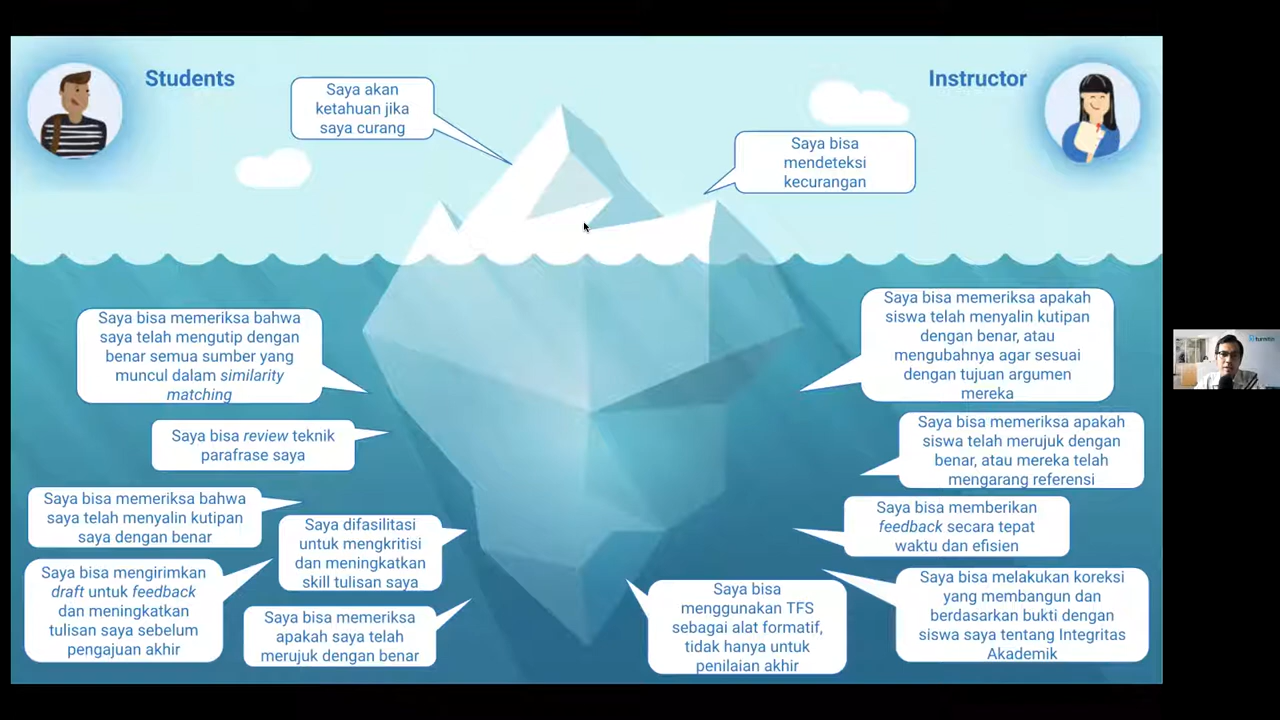 Students
Instructor
Saya akan
ketahuan jika
saya curang
Saya bisa
mendeteksi
kecurangan
Saya bisa memeriksa bahwa
saya telah mengutip dengan
benar semua sumber yang
muncul dalam similarity
matching
Saya bisa review teknik
parafrase saya
Saya bisa memeriksa bahwa
saya telah menyalin kutipan
saya dengan benar
Saya difasilitasi
untuk mengkritisi
dan meningkatkan
skill tulisan saya
Saya bisa mengirimkan
draft untuk feedback
dan meningkatkan
tulisan saya sebelum
pengajuan akhir
Saya bisa memeriksa
apakah saya telah
merujuk dengan benar
Saya bisa memeriksa apakah
siswa telah menyalin kutipan
dengan benar, atau
mengubahnya agar sesuai
dengan tujuan argumen
mereka
Saya bisa memeriksa apakah
siswa telah merujuk dengan
benar, atau mereka telah
mengarang referensi
Saya bisa memberikan
feedback secara tepat
waktu dan efisien
Saya bisa
menggunakan TFS
sebagai alat formatif,
tidak hanya untuk
penilaian akhir
Saya bisa melakukan koreksi
yang membangun dan
berdasarkan bukti dengan
siswa saya tentang Integritas
Akademik
turnitin